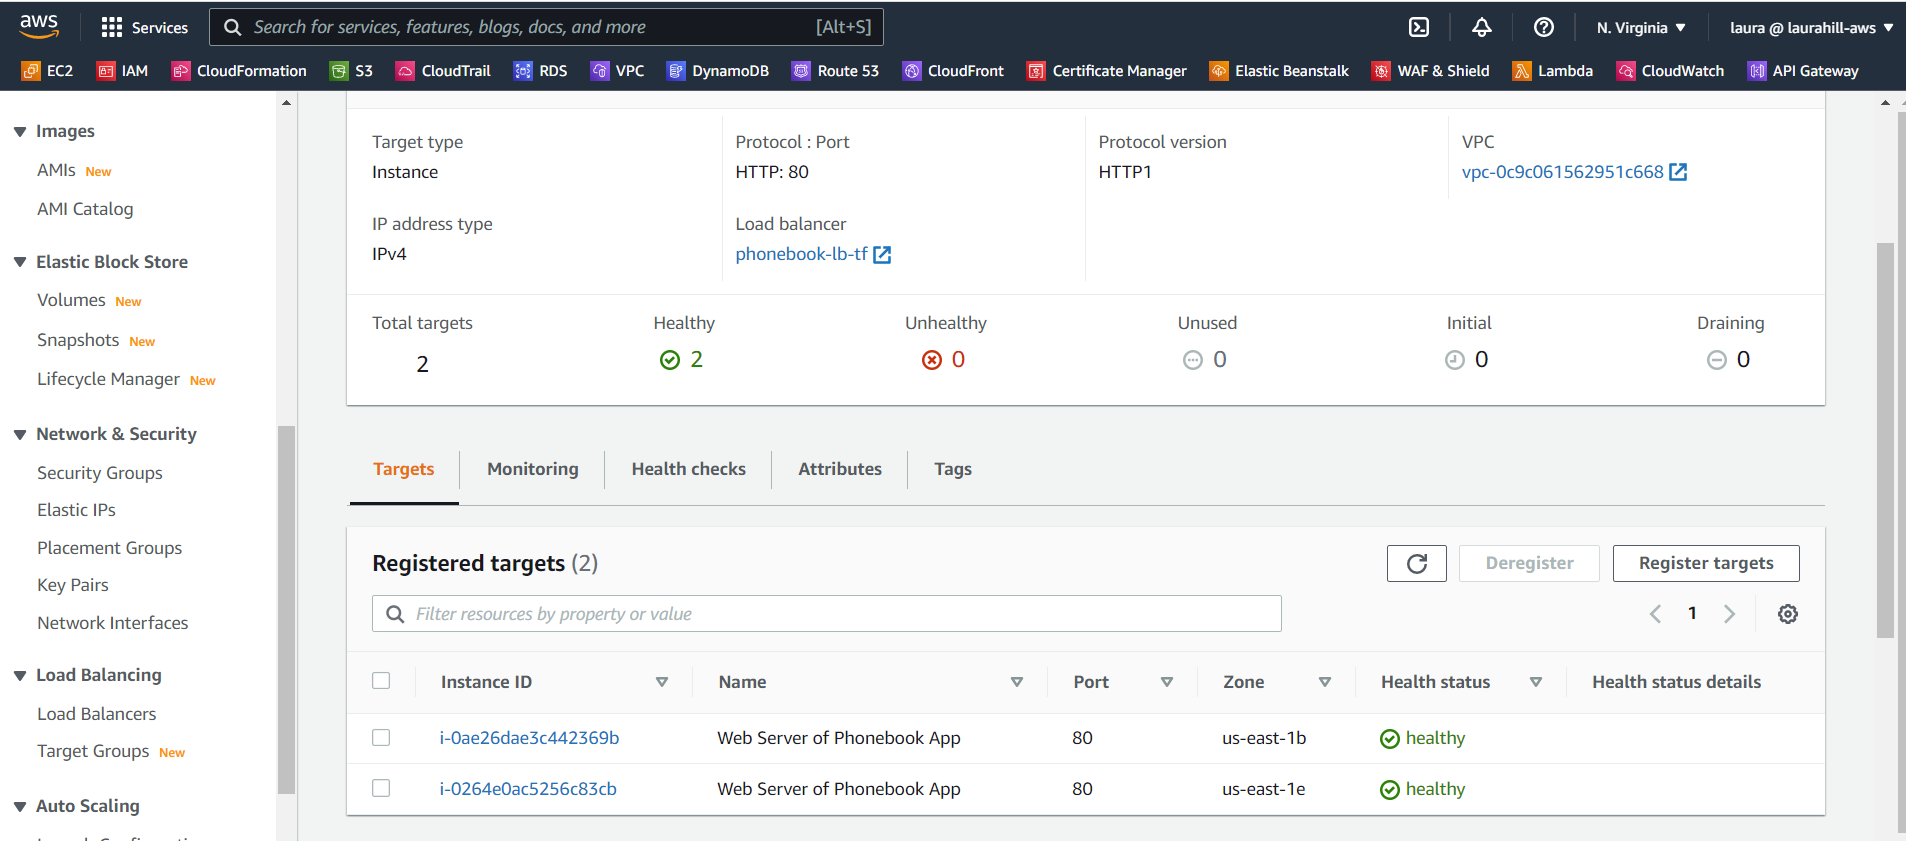 aws
Services
Search for services, features, blogs, docs, and more [Alt+S]
N. Virginia
laura @ laurahill-aws
EC2 IAM CloudFormation S3 CloudTrail RDS VPC DynamoDB Route 53 CloudFront Certificate Manager Elastic Beanstalk WAF & Shield Lambda CloudWatch API Gateway
Images
AMIs New
AMI Catalog
Elastic Block Store
Volumes New
Snapshots New
Lifecycle Manager New
Network & Security
Security Groups
Elastic IPs
Placement Groups
Key Pairs
Network Interfaces
Load Balancing
Load Balancers
Target Groups New
Auto Scaling
Target type
Instance
Protocol : Port
HTTP: 80
Protocol version
HTTP1
VPC
vpc-0c9c061562951c668
IP address type
IPv4
Load balancer
phonebook-lb-tf
Total targets
2
Healthy
2
Unhealthy
0
Unused
0
Initial
0
Draining
0
Targets Monitoring Health checks Attributes Tags
Registered targets (2)
Deregister
Register targets
Filter resources by property or value
1
Instance ID Name Port Zone Health status Health status details
i-0ae26dae3c442369b Web Server of Phonebook App 80 us-east-1b healthy
i-0264e0ac5256c83cb Web Server of Phonebook App 80 us-east-1e healthy